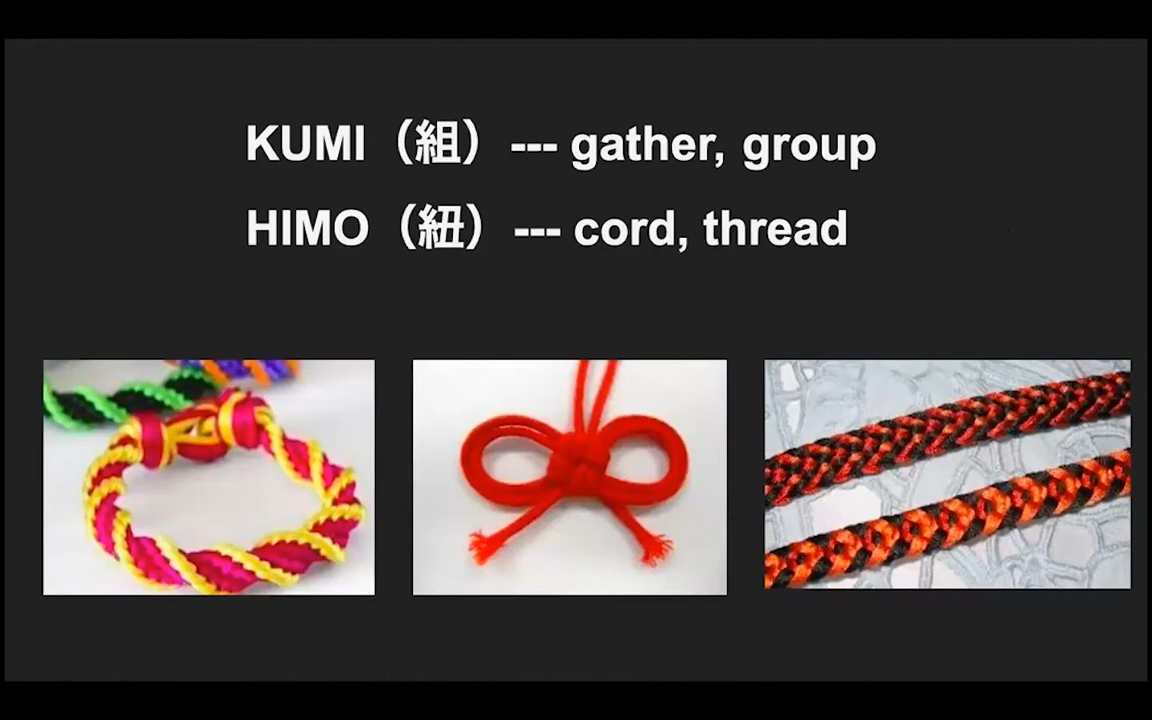 KUMI（組）--- gather, group
HIMO（紐）--- cord, thread